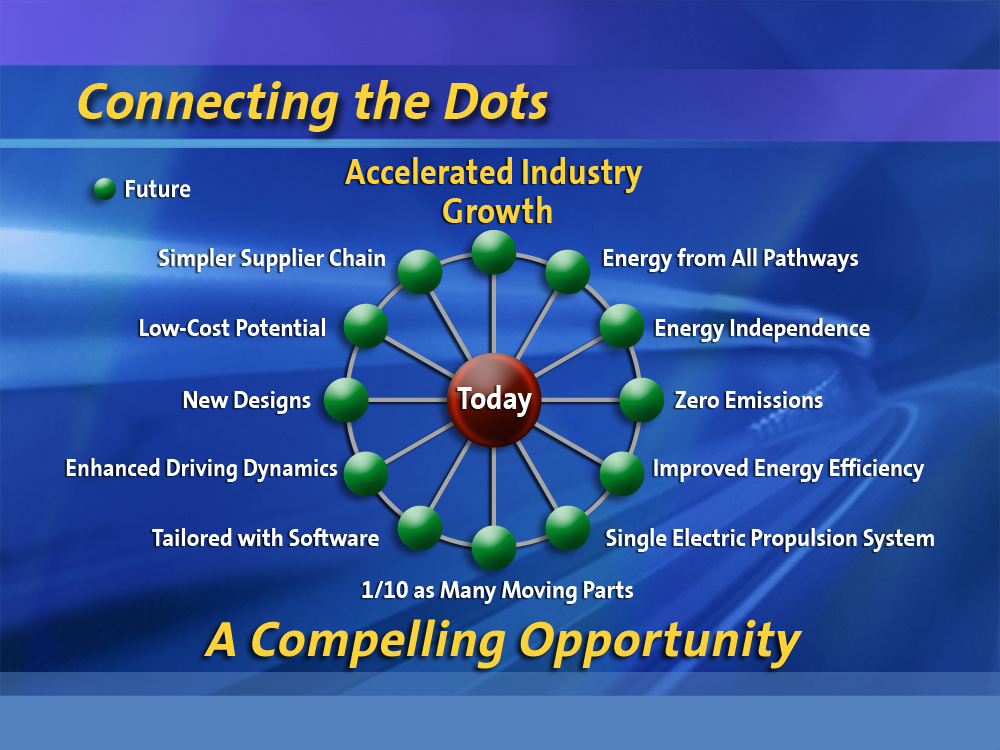 Connecting the Dots
Future
Accelerated Industry
Growth
Simpler Supplier Chain
Energy from All Pathways
Low-Cost Potential
Energy Independence
New Designs
Today
Zero Emissions
Enhanced Driving Dynamics
Improved Energy Efficiency
Tailored with Software
Single Electric Propulsion System
1/10 as Many Moving Parts
A Compelling Opportunity